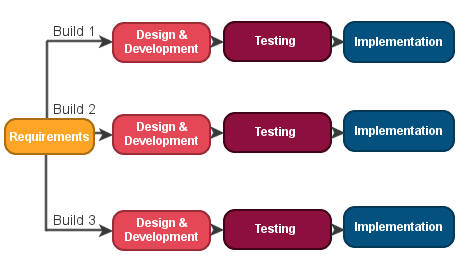 Build 1
Design &
Development
Testing
Implementation
Build 2
Requirements
Design &
Development
Testing
Implementation
Build 3
Design &
Development
Testing
Implementation